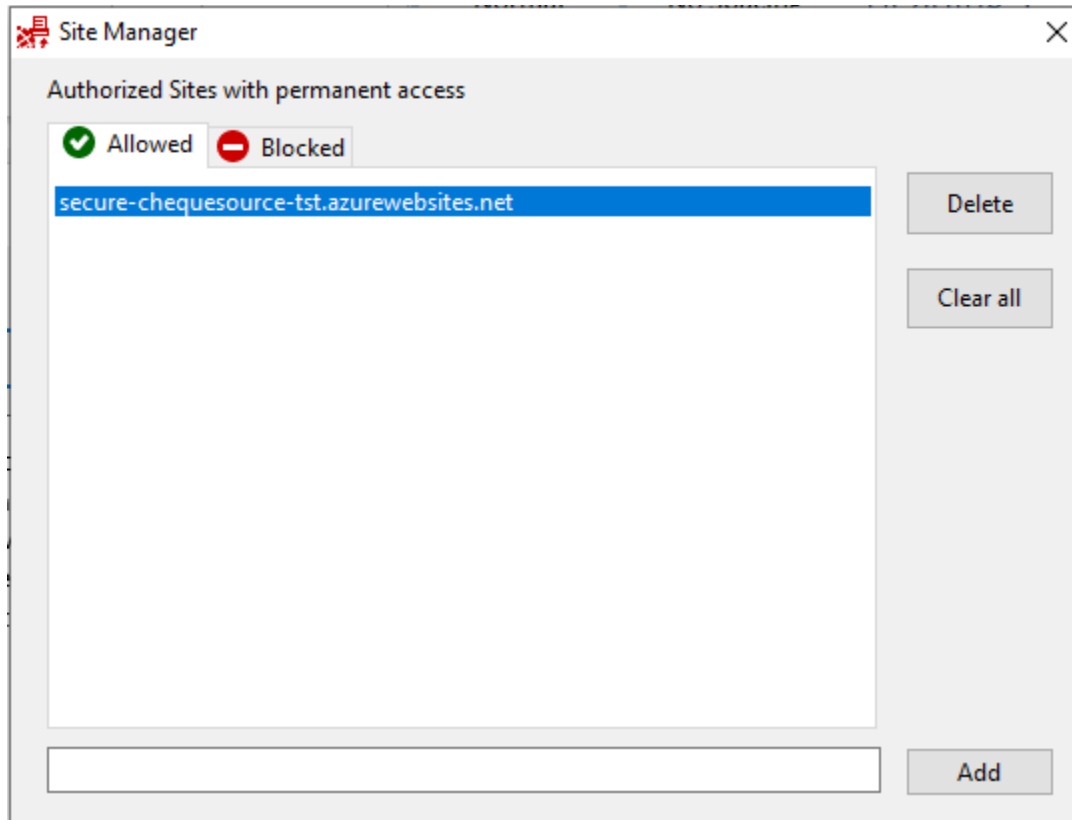 Site Manager
Authorized Sites with permanent access
Allowed
Blocked
secure-chequesource-tst.azurewebsites.net
Delete
Clear all
Add